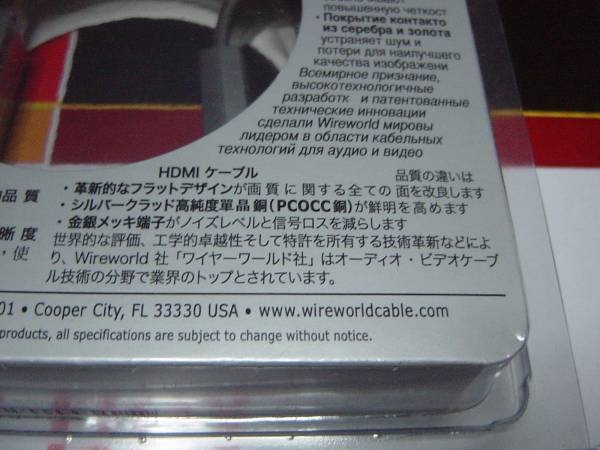 повышенную четкост
• Покрытие контакто
из серебра и золота
устраняет шум и
потери для наилучшего
качества изображени
Всемирное признание,
высокотехнологичные
разработк и патентованные
технические инновации
сделали Wireworld мировы
лидером в области кабельных
технологий для аудио и видео
HDMI ケーブル 品質の違いは
・革新的なフラットデザインが画質に関する全ての 面を改良します
・シルバークラッド高純度單晶銅(PCOCC銅)が鮮明を高めます
・金銀メッキ端子がノイズレベルと信号ロスを減らします
世界的な評価、工学的卓越性そして特許を所有する技術革新などによ
り、Wireworld 社「ワイヤーワールド社」はオーディオ・ビデオケーブ
ル技術の分野で業界のトップとされています。
品質
晰度
，使
01 • Cooper City, FL 33330 USA • www.wireworldcable.com
products, all specifications are subject to change without notice.